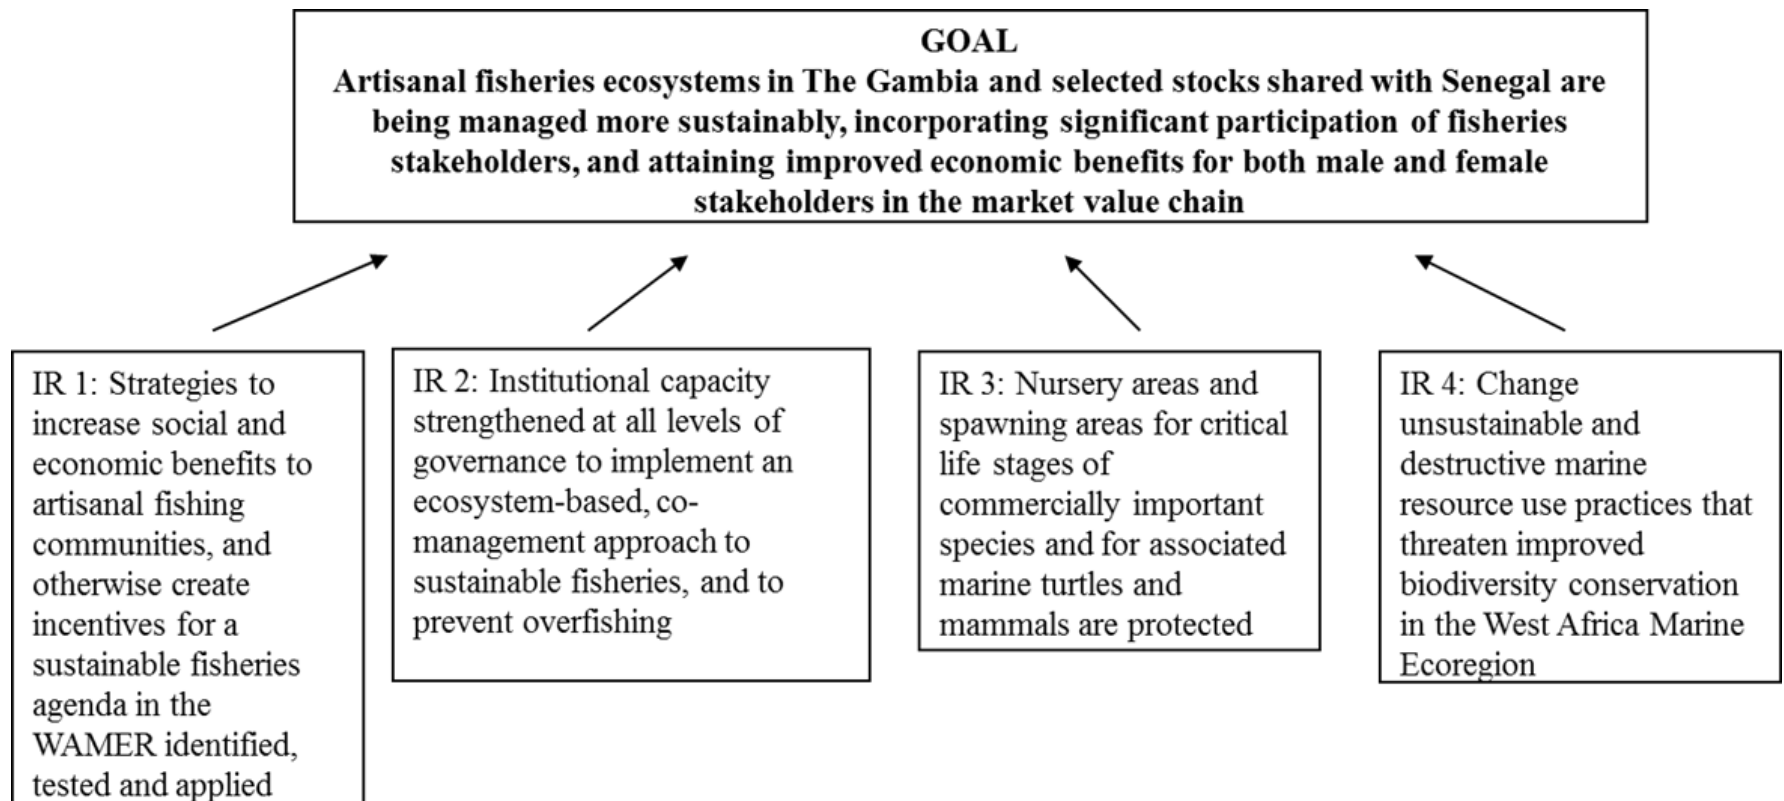 GOAL
Artisanal fisheries ecosystems in The Gambia and selected stocks shared with Senegal are
being managed more sustainably, incorporating significant participation of fisheries
stakeholders, and attaining improved economic benefits for both male and female
stakeholders in the market value chain
IR 1: Strategies to
increase social and
economic benefits to
artisanal fishing
communities, and
otherwise create
incentives for a
sustainable fisheries
agenda in the
WAMER identified,
tested and applied
IR 2: Institutional capacity
strengthened at all levels of
governance to implement an
ecosystem-based, co-
management approach to
sustainable fisheries, and to
prevent overfishing
IR 3: Nursery areas and
spawning areas for critical
life stages of
commercially important
species and for associated
marine turtles and
mammals are protected
IR 4: Change
unsustainable and
destructive marine
resource use practices that
threaten improved
biodiversity conservation
in the West Africa Marine
Ecoregion